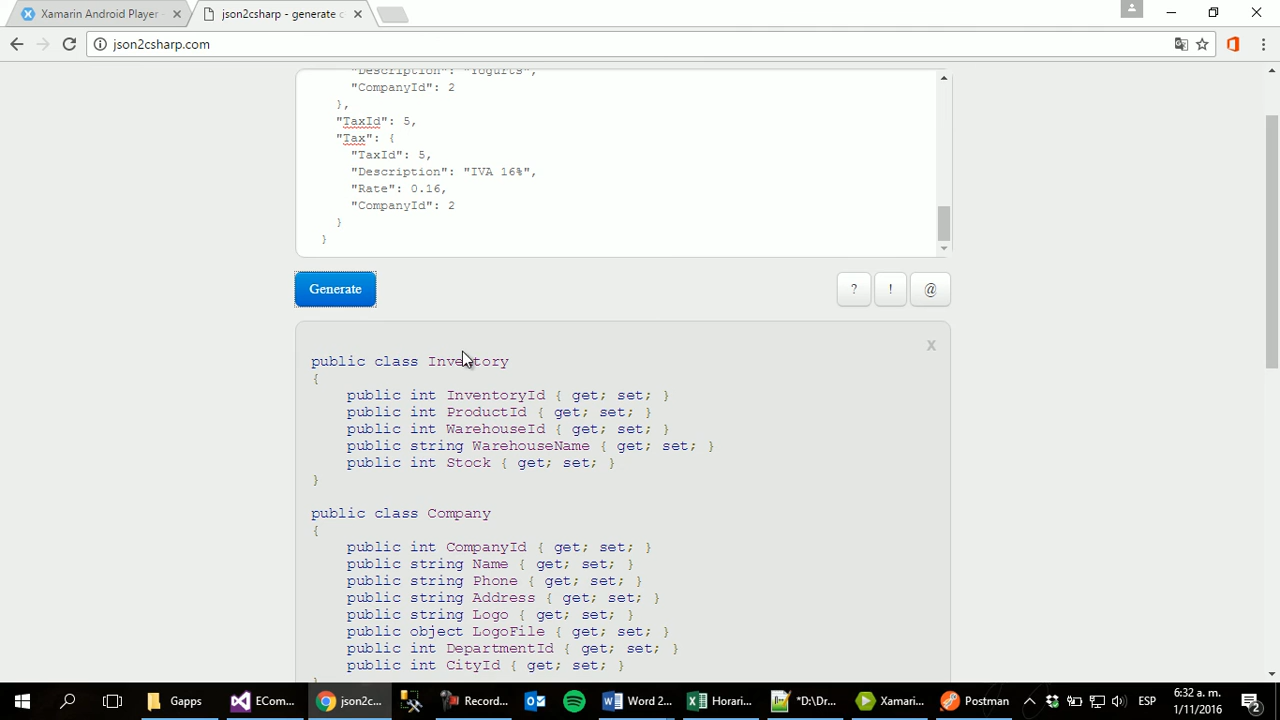 Xamarin Android Player
json2csharp - generate c
json2csharp.com
"Description": "Yogurts",
"CompanyId": 2
},
"TaxId": 5,
"Tax": {
"TaxId": 5,
"Description": "IVA 16%",
"Rate": 0.16,
"CompanyId": 2
}
}
Generate
? ! @
x
public class Inventory
{
public int InventoryId { get; set; }
public int ProductId { get; set; }
public int WarehouseId { get; set; }
public string WarehouseName { get; set; }
public int Stock { get; set; }
}
public class Company
{
public int CompanyId { get; set; }
public string Name { get; set; }
public string Phone { get; set; }
public string Address { get; set; }
public string Logo { get; set; }
public object LogoFile { get; set; }
public int DepartmentId { get; set; }
public int CityId { get; set; }
Gapps ECom... json2c... Record... Word 2... Horari... *D:\Dr... Xamari... Postman ESP 6:32 a. m.
1/11/2016 2